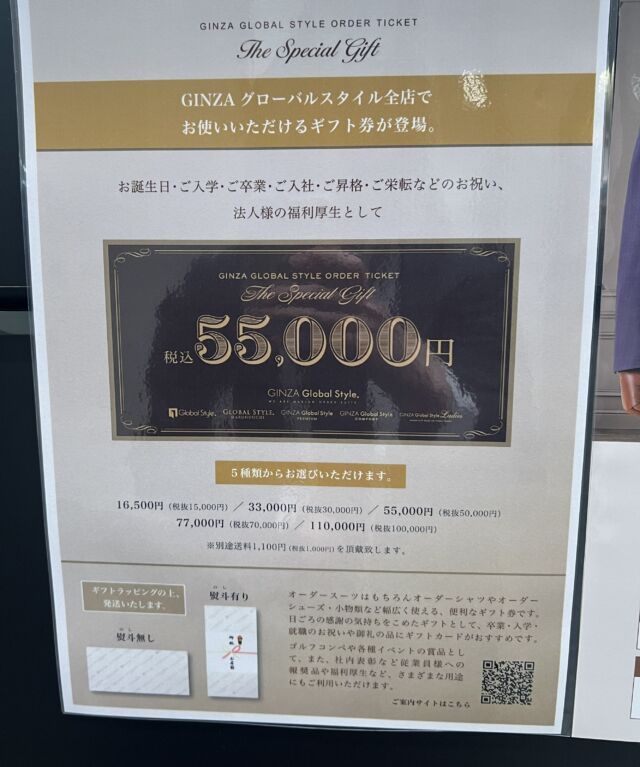 GINZA GLOBAL STYLE ORDER TICKET
The Special Gift
GINZA グローバルスタイル全店で
お使いいただけるギフト券が登場。
お誕生日・ご入学・ご卒業・ご入社・ご昇格・ご栄転などのお祝い、
法人様の福利厚生として
GINZA GLOBAL STYLE ORDER TICKET
The Special Gift
税込55,000円
GINZA Global Style.
Global Style. GLOBAL STYLE. GINZA Global Style GINZA Global Style GINZA Global Style Ladies
PREMIUM COMFORT
5種類からお選びいただけます。
16,500円(税抜15,000円)/33,000円(税抜30,000円)/55,000円(税抜50,000円)
77,000円(税抜70,000円)/110,000円(税抜100,000円)
※別途送料1,100円(税抜1,000円)を頂戴致します。
ギフトラッピングの上、
発送いたします。
のし
熨斗有り
のし
熨斗無し
オーダースーツはもちろんオーダーシャツやオーダー
シューズ・小物類など幅広く使える、便利なギフト券です。
日ごろの感謝の気持ちをこめたギフトとして、卒業・入学・
就職のお祝いや御礼の品にギフトカードがおすすめです。
ゴルフコンペや各種イベントの賞品とし
て、また、社内表彰など従業員様への
報奨品や福利厚生など、さまざまな用途
にもご利用いただけます。
ご案内サイトはこちら